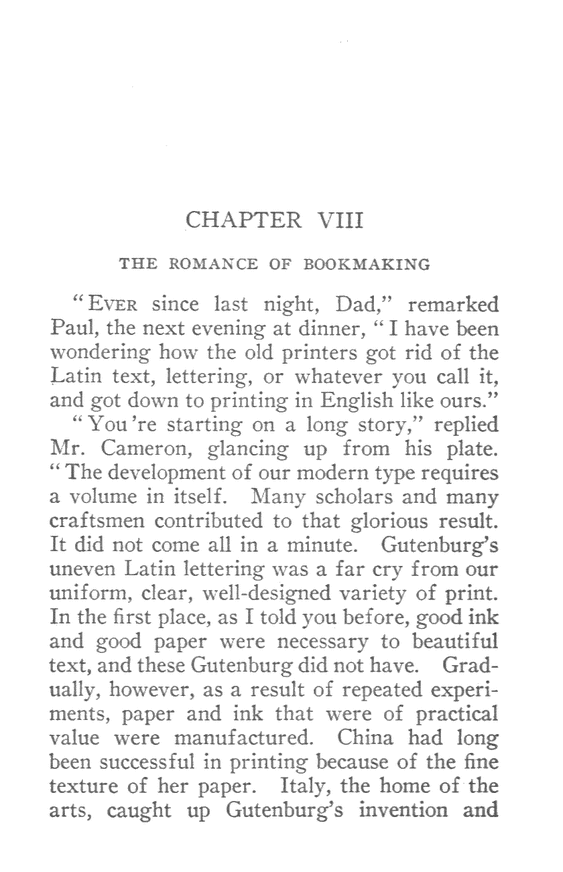 CHAPTER VIII
THE ROMANCE OF BOOKMAKING
"EVER since last night, Dad," remarked
Paul, the next evening at dinner, "I have been
wondering how the old printers got rid of the
Latin text, lettering, or whatever you call it,
and got down to printing in English like ours."
"You're starting on a long story," replied
Mr. Cameron, glancing up from his plate.
"The development of our modern type requires
a volume in itself. Many scholars and many
craftsmen contributed to that glorious result.
It did not come all in a minute. Gutenburg's
uneven Latin lettering was a far cry from our
uniform, clear, well-designed variety of print.
In the first place, as I told you before, good ink
and good paper were necessary to beautiful
text, and these Gutenburg did not have. Grad-
ually, however, as a result of repeated experi-
ments, paper and ink that were of practical
value were manufactured. China had long
been successful in printing because of the fine
texture of her paper. Italy, the home of the
arts, caught up Gutenburg's invention and